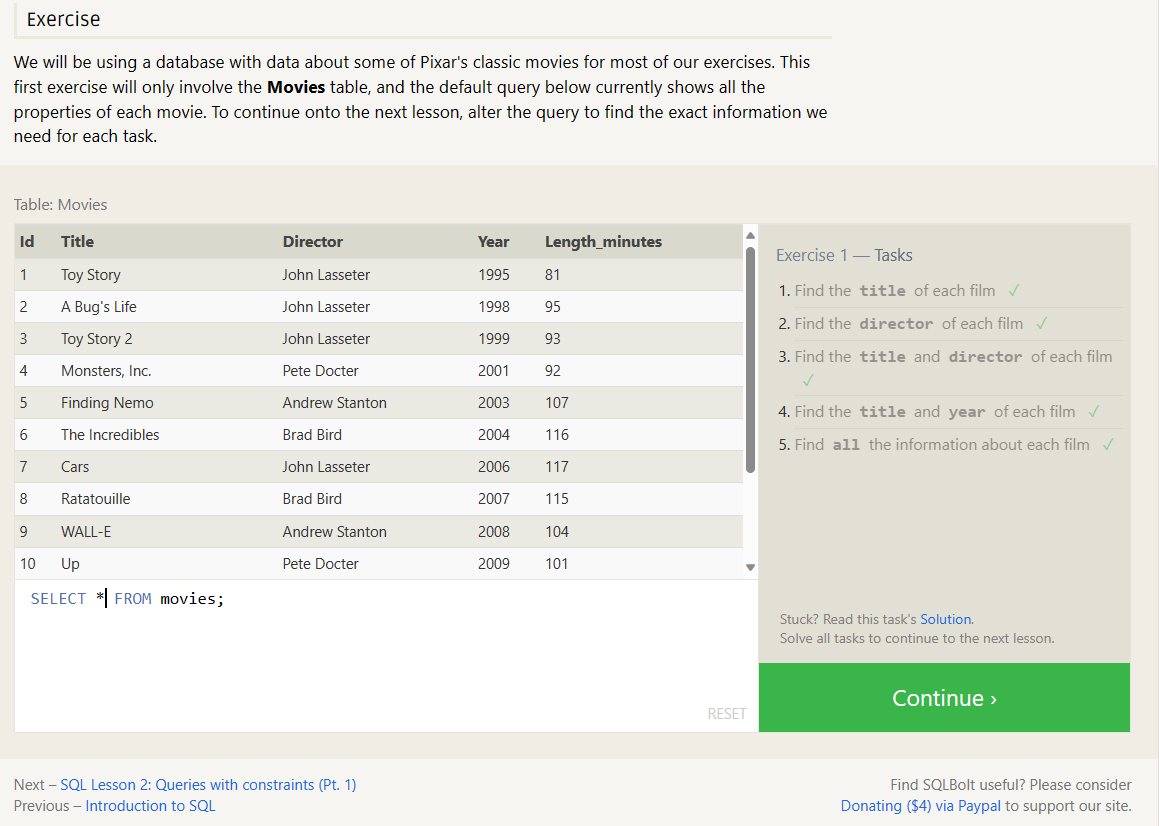 Exercise
We will be using a database with data about some of Pixar's classic movies for most of our exercises. This
first exercise will only involve the Movies table, and the default query below currently shows all the
properties of each movie. To continue onto the next lesson, alter the query to find the exact information we
need for each task.
Table: Movies
Id Title Director Year Length_minutes
1 Toy Story John Lasseter 1995 81
2 A Bug's Life John Lasseter 1998 95
3 Toy Story 2 John Lasseter 1999 93
4 Monsters, Inc. Pete Docter 2001 92
5 Finding Nemo Andrew Stanton 2003 107
6 The Incredibles Brad Bird 2004 116
7 Cars John Lasseter 2006 117
8 Ratatouille Brad Bird 2007 115
9 WALL-E Andrew Stanton 2008 104
10 Up Pete Docter 2009 101
SELECT * FROM movies;
RESET
Exercise 1 — Tasks
1. Find the title of each film ✓
2. Find the director of each film ✓
3. Find the title and director of each film
✓
4. Find the title and year of each film ✓
5. Find all the information about each film ✓
Stuck? Read this task's Solution.
Solve all tasks to continue to the next lesson.
Continue ›
Next – SQL Lesson 2: Queries with constraints (Pt. 1)
Previous – Introduction to SQL
Find SQLBolt useful? Please consider
Donating ($4) via Paypal to support our site.